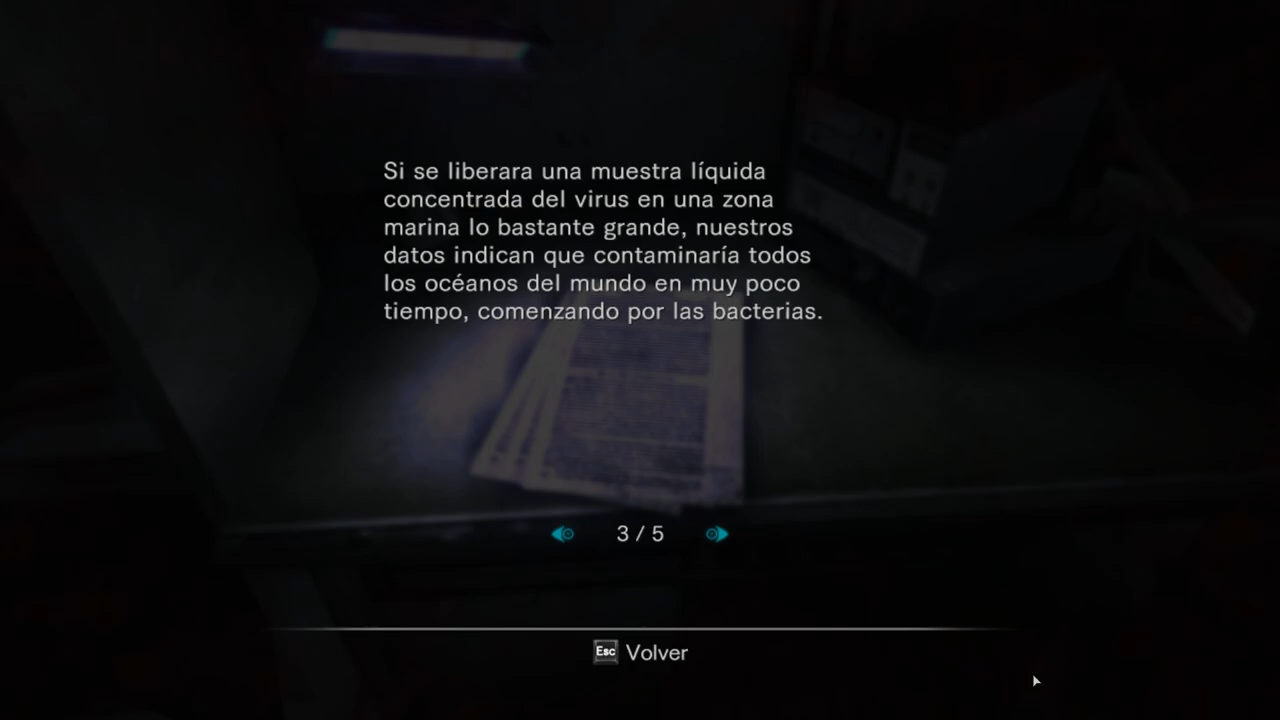 Si se liberara una muestra líquida
concentrada del virus en una zona
marina lo bastante grande, nuestros
datos indican que contaminaría todos
los océanos del mundo en muy poco
tiempo, comenzando por las bacterias.
3 / 5
Esc Volver